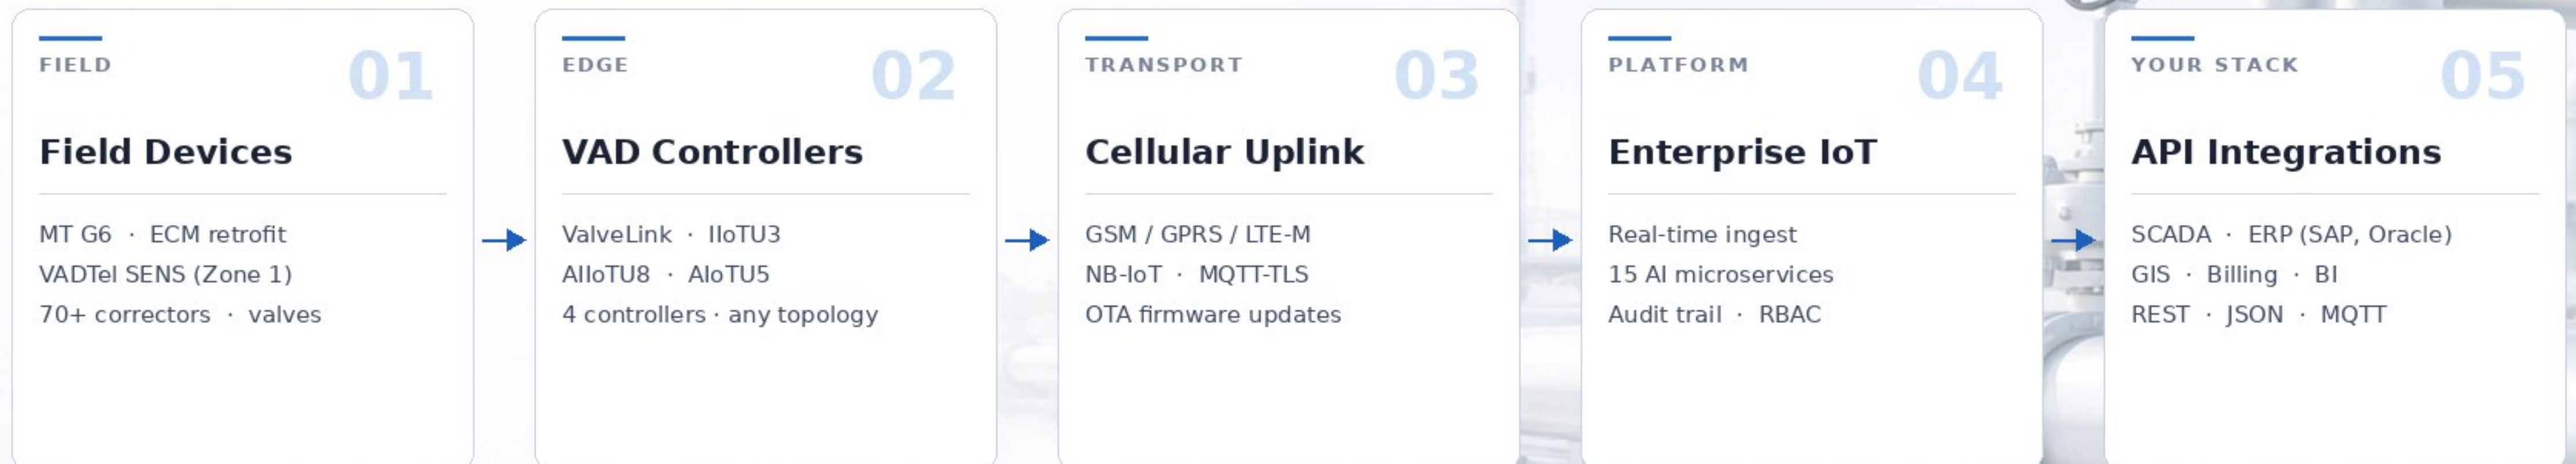 FIELD
01
Field Devices
MT G6 · ECM retrofit
VADTel SENS (Zone 1)
70+ correctors · valves
EDGE
02
VAD Controllers
ValveLink · IIoTU3
AIIoTU8 · AIoTU5
4 controllers · any topology
TRANSPORT
03
Cellular Uplink
GSM / GPRS / LTE-M
NB-IoT · MQTT-TLS
OTA firmware updates
PLATFORM
04
Enterprise IoT
Real-time ingest
15 AI microservices
Audit trail · RBAC
YOUR STACK
05
API Integrations
SCADA · ERP (SAP, Oracle)
GIS · Billing · BI
REST · JSON · MQTT